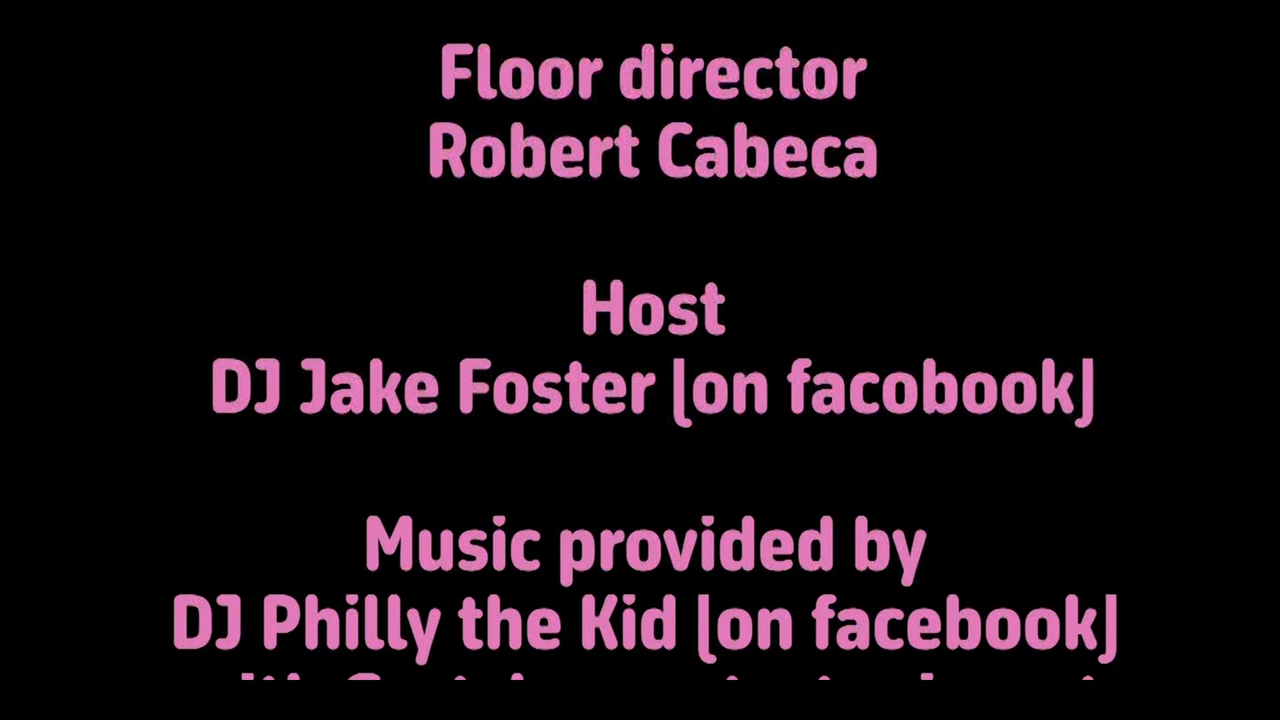 Floor director
Robert Cabeca
Host
DJ Jake Foster (on facobook)
Music provided by
DJ Philly the Kid (on facebook)